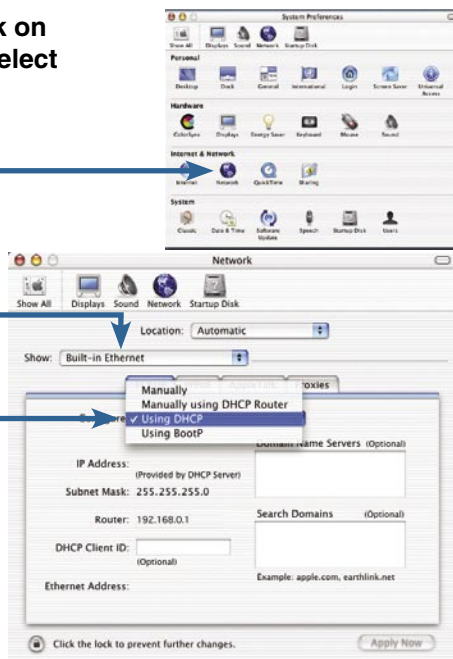 k on
elect
System Preferences
Show All Displays Sound Network Startup Disk
Personal
Desktop Dock General International Login Screen Saver Universal Access
Hardware
ColorSync Displays Energy Saver Keyboard Mouse Sound
Internet & Network
Internet Network QuickTime Sharing
System
Classic Date & Time Software Update Speech Startup Disk Users
Network
Show All Displays Sound Network Startup Disk
Location: Automatic
Show: Built-in Ethernet
Proxies
Manually
Manually using DHCP Router
✓ Using DHCP
Using BootP
Domain Name Servers (Optional)
IP Address:
(Provided by DHCP Server)
Subnet Mask: 255.255.255.0
Router: 192.168.0.1
Search Domains (Optional)
DHCP Client ID:
(Optional)
Example: apple.com, earthlink.net
Ethernet Address:
Click the lock to prevent further changes.
Apply Now